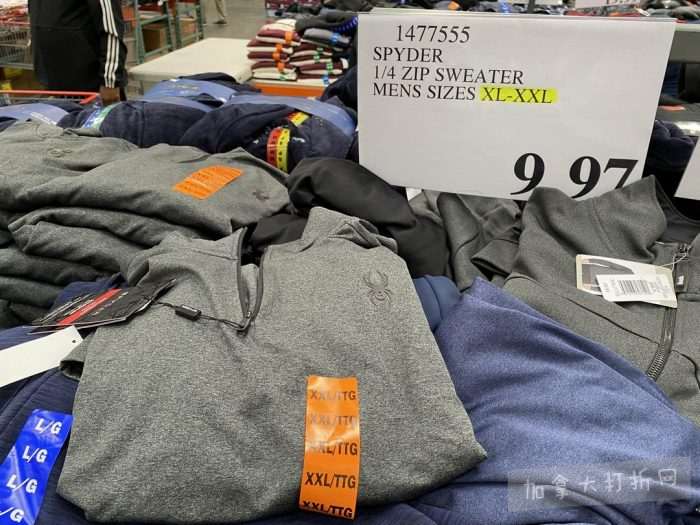 1477555
SPYDER
1/4 ZIP SWEATER
MENS SIZES XL-XXL
9.97
XXL/TTG
XXL/TTG
XXL/TTG
XXL/TTG
XXL/TTG
L/G
L/G
L/G
L/G
加拿大打折网